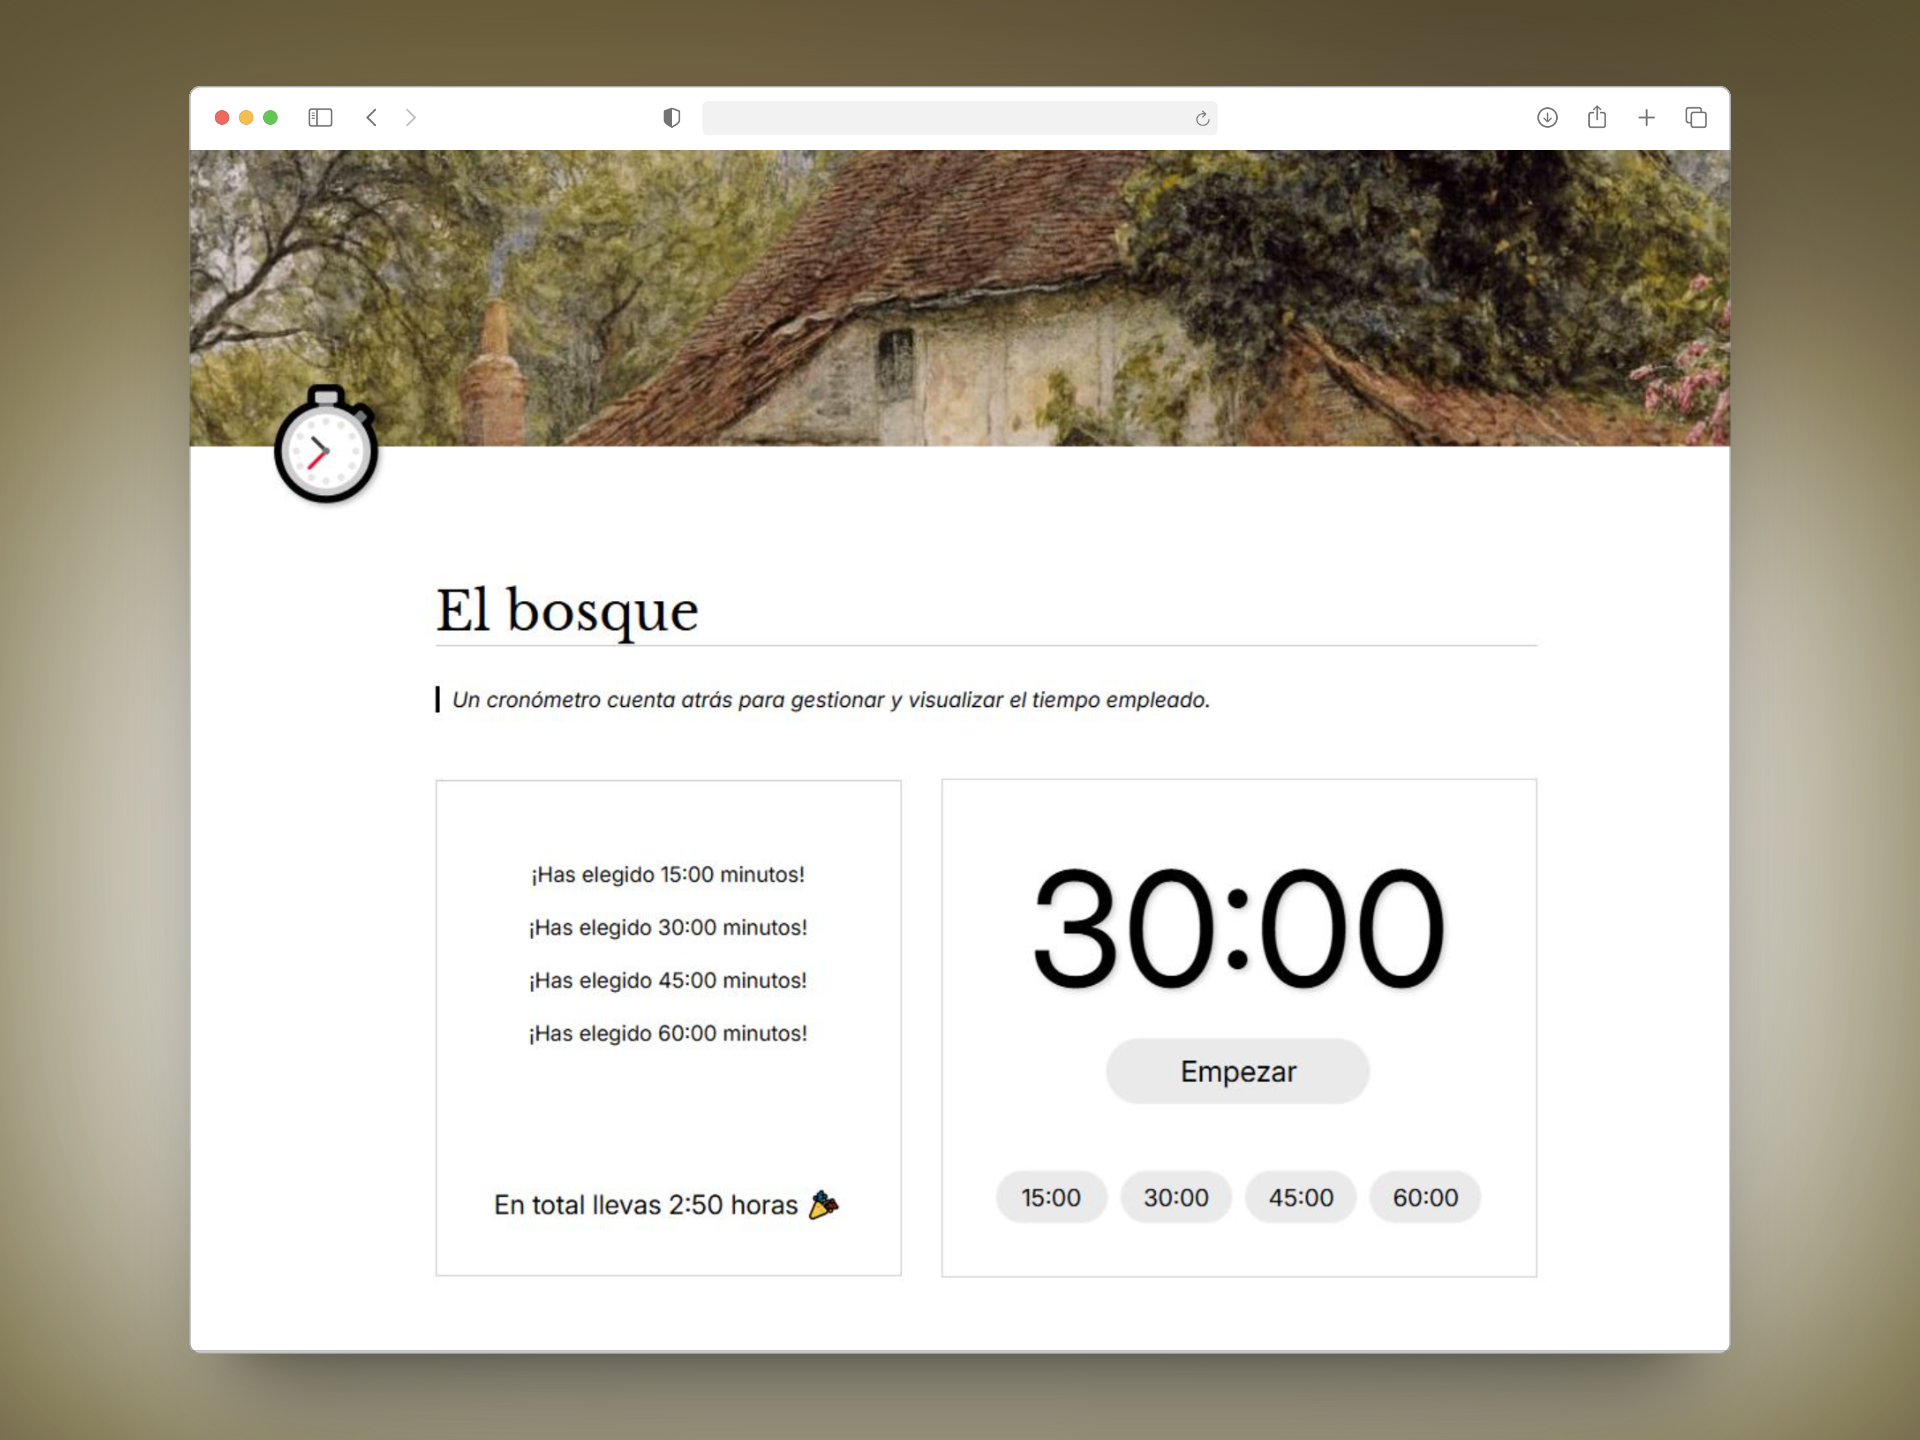 El bosque
Un cronómetro cuenta atrás para gestionar y visualizar el tiempo empleado.
¡Has elegido 15:00 minutos!
¡Has elegido 30:00 minutos!
¡Has elegido 45:00 minutos!
¡Has elegido 60:00 minutos!
En total llevas 2:50 horas 🎉
30:00
Empezar
15:00 30:00 45:00 60:00